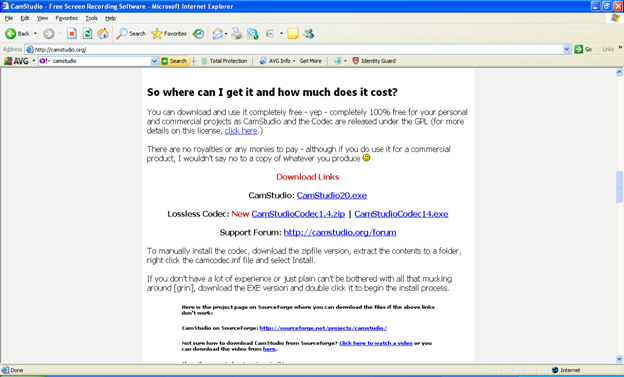 CamStudio - Free Screen Recording Software - Microsoft Internet Explorer
File Edit View Favorites Tools Help
Back Search Favorites
Address http://camstudio.org/ Go Links »
AVG Y! camstudio Search Total Protection AVG Info Get More Identity Guard
So where can I get it and how much does it cost?
You can download and use it completely free - yep - completely 100% free for your personal
and commercial projects as CamStudio and the Codec are released under the GPL (for more
details on this license, click here.)
There are no royalties or any monies to pay - although if you do use it for a commercial
product, I wouldn't say no to a copy of whatever you produce
Download Links
CamStudio: CamStudio20.exe
Lossless Codec: New CamStudioCodec1.4.zip | CamStudioCodec14.exe
Support Forum: http://camstudio.org/forum
To manually install the codec, download the zipfile version, extract the contents to a folder,
right click the camcodec.inf file and select Install.
If you don't have a lot of experience or just plain can't be bothered with all that mucking
around [grin], download the EXE version and double click it to begin the install process.
Here is the project page on SourceForge where you can download the files if the above links
don't work:
CamStudio on SourceForge: http://sourceforge.net/projects/camstudio/
Not sure how to download CamStudio from Sourceforge? Click here to watch a video or you
can download the video from here.
Done Internet